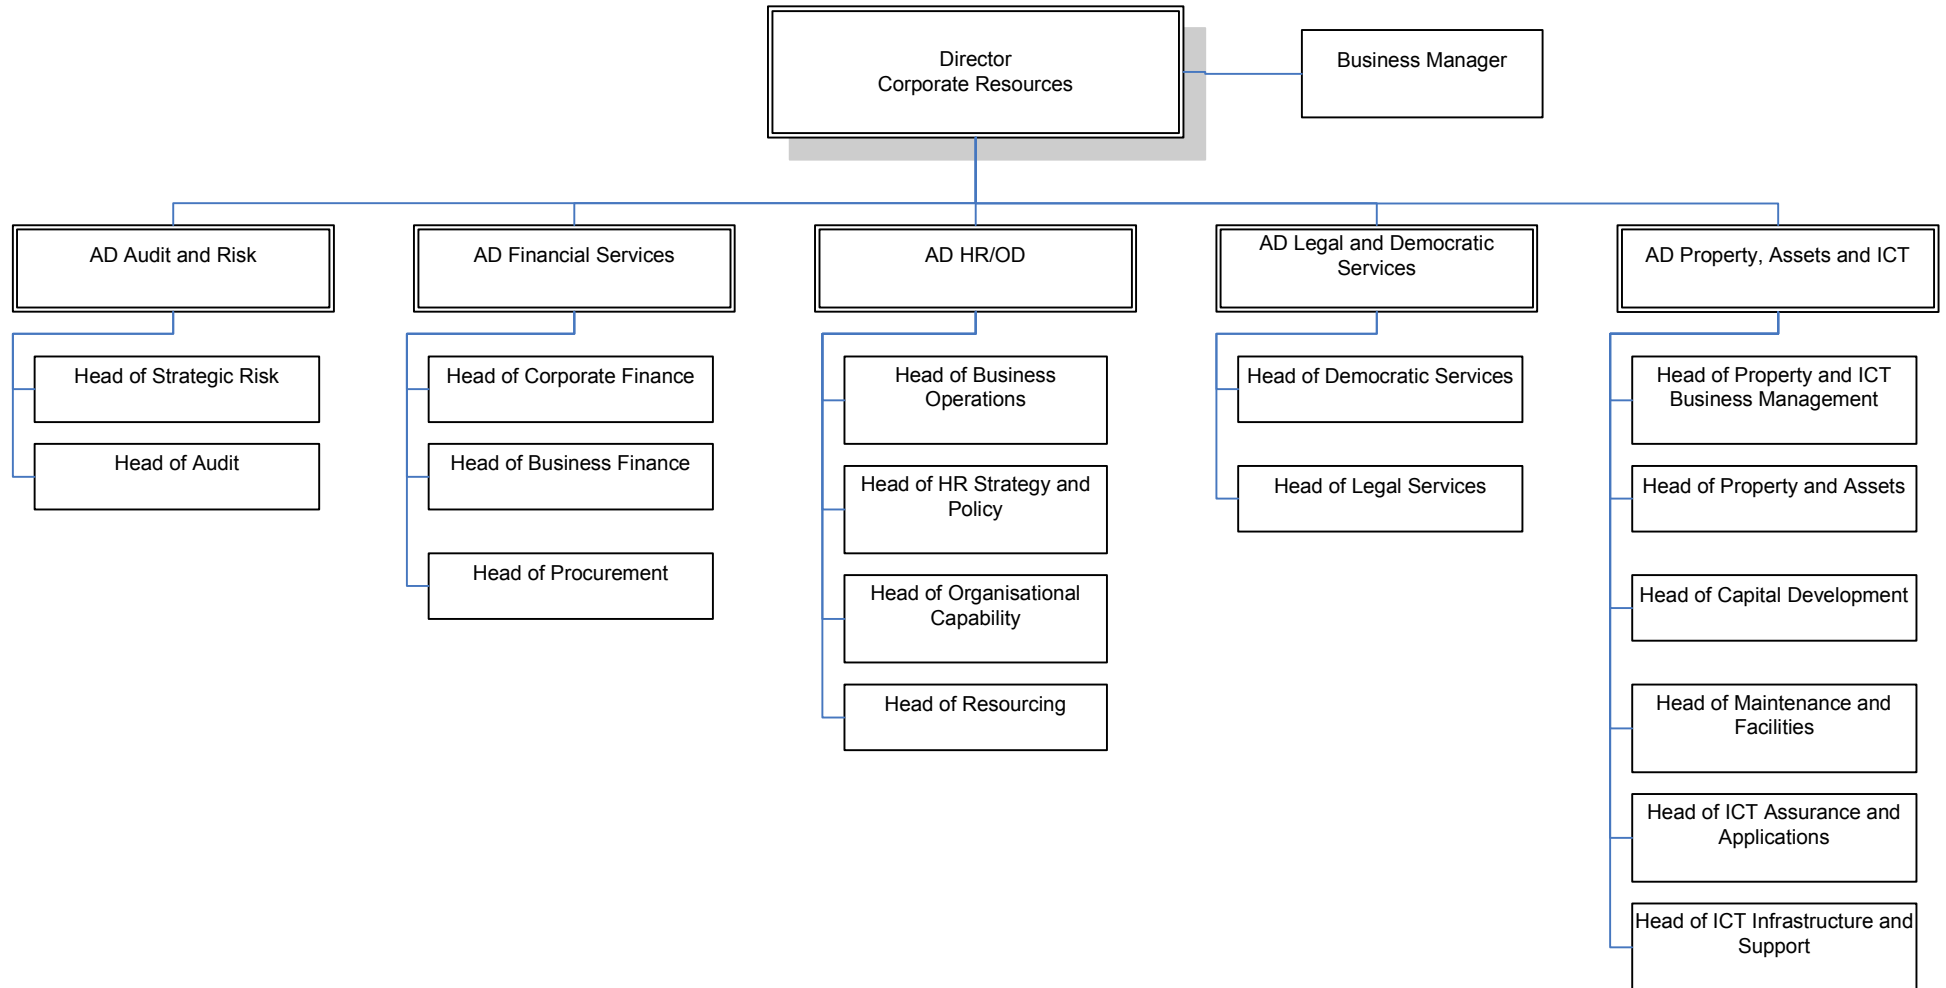 Director
Corporate Resources
Business Manager
AD Audit and Risk
AD Financial Services
AD HR/OD
AD Legal and Democratic
Services
AD Property, Assets and ICT
Head of Strategic Risk
Head of Audit
Head of Corporate Finance
Head of Business Finance
Head of Procurement
Head of Business
Operations
Head of HR Strategy and
Policy
Head of Organisational
Capability
Head of Resourcing
Head of Democratic Services
Head of Legal Services
Head of Property and ICT
Business Management
Head of Property and Assets
Head of Capital Development
Head of Maintenance and
Facilities
Head of ICT Assurance and
Applications
Head of ICT Infrastructure and
Support